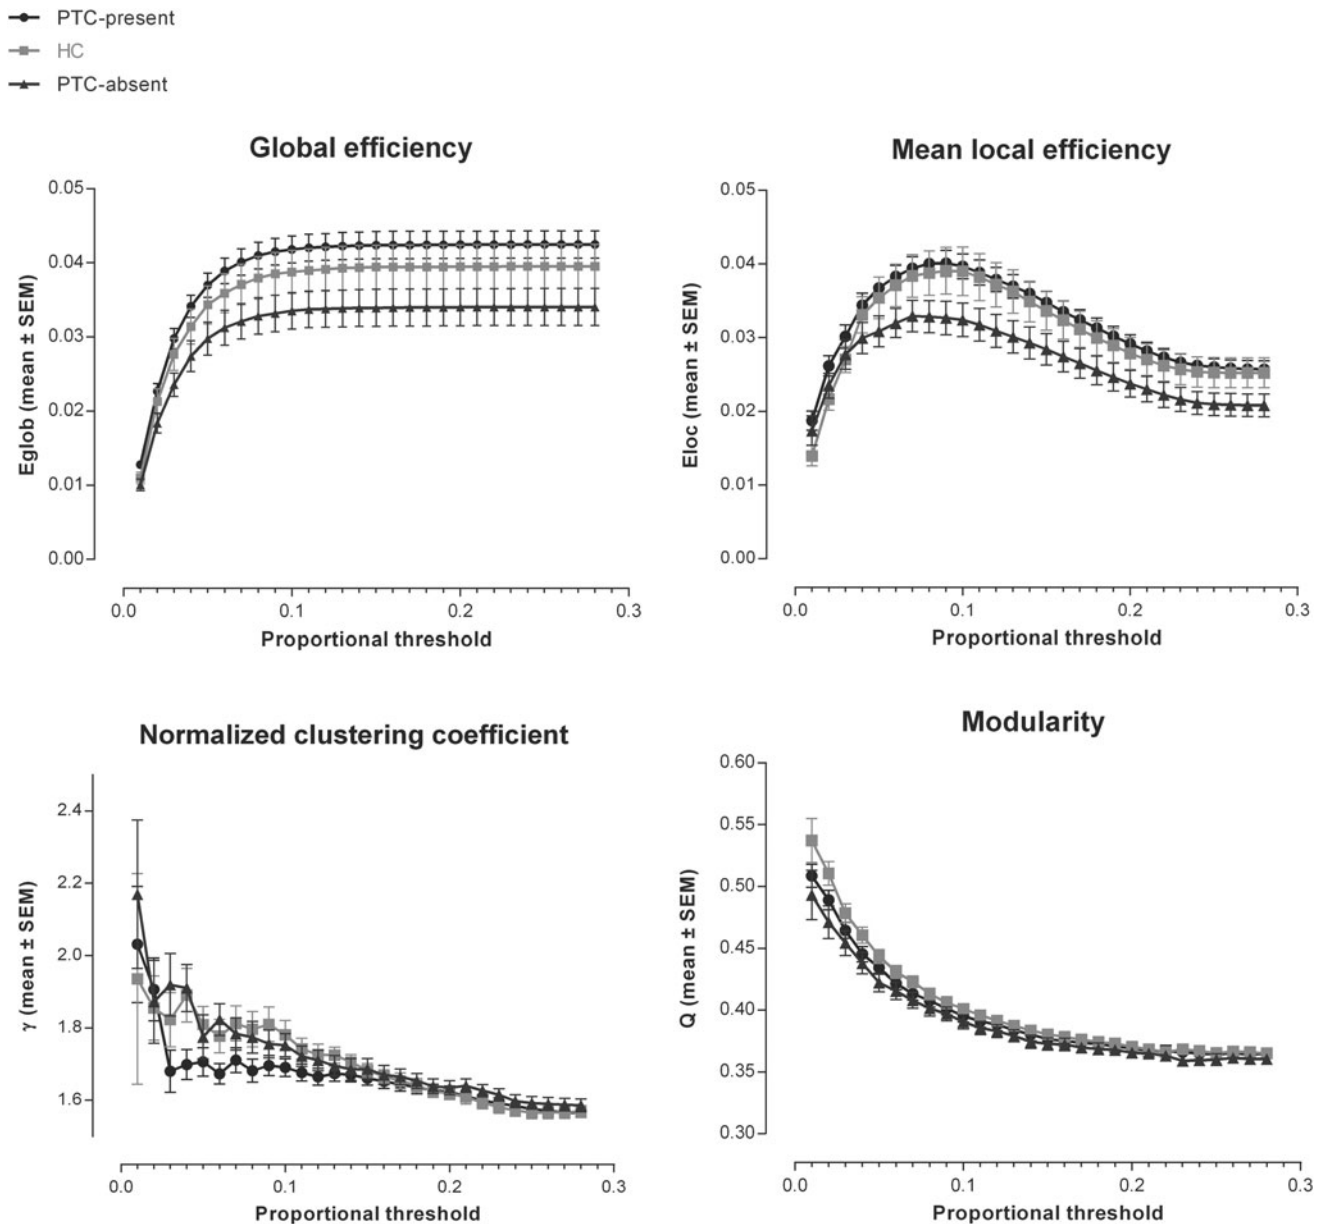 PTC-present
HC
PTC-absent
Global efficiency
0.05
0.04
0.03
0.02
0.01
0.00
Eglob (mean ± SEM)
0.0 0.1 0.2 0.3
Proportional threshold
Mean local efficiency
0.05
0.04
0.03
0.02
0.01
0.00
Eloc (mean ± SEM)
0.0 0.1 0.2 0.3
Proportional threshold
Normalized clustering coefficient
2.4
2.2
2.0
1.8
1.6
γ (mean ± SEM)
0.0 0.1 0.2 0.3
Proportional threshold
Modularity
0.60
0.55
0.50
0.45
0.40
0.35
0.30
Q (mean ± SEM)
0.0 0.1 0.2 0.3
Proportional threshold